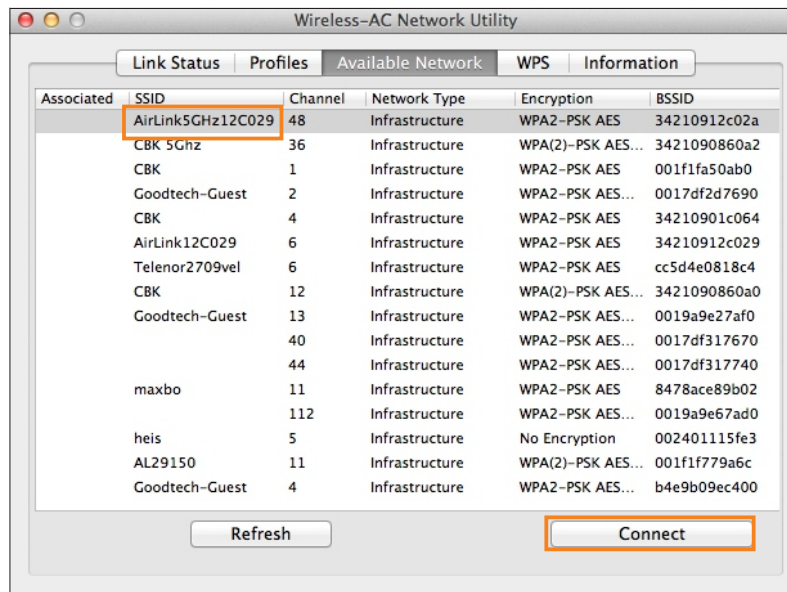 Wireless-AC Network Utility
Link Status Profiles Available Network WPS Information
Associated SSID Channel Network Type Encryption BSSID
AirLink5GHz12C029 48 Infrastructure WPA2-PSK AES 34210912c02a
CBK 5Ghz 36 Infrastructure WPA(2)-PSK AES... 3421090860a2
CBK 1 Infrastructure WPA2-PSK AES 001f1fa50ab0
Goodtech-Guest 2 Infrastructure WPA2-PSK AES... 0017df2d7690
CBK 4 Infrastructure WPA2-PSK AES 34210901c064
AirLink12C029 6 Infrastructure WPA2-PSK AES 34210912c029
Telenor2709vel 6 Infrastructure WPA2-PSK AES cc5d4e0818c4
CBK 12 Infrastructure WPA(2)-PSK AES... 3421090860a0
Goodtech-Guest 13 Infrastructure WPA2-PSK AES... 0019a9e27af0
40 Infrastructure WPA2-PSK AES... 0017df317670
44 Infrastructure WPA2-PSK AES... 0017df317740
maxbo 11 Infrastructure WPA2-PSK AES... 8478ace89b02
112 Infrastructure WPA2-PSK AES... 0019a9e67ad0
heis 5 Infrastructure No Encryption 002401115fe3
AL29150 11 Infrastructure WPA(2)-PSK AES... 001f1f779a6c
Goodtech-Guest 4 Infrastructure WPA2-PSK AES... b4e9b09ec400
Refresh Connect